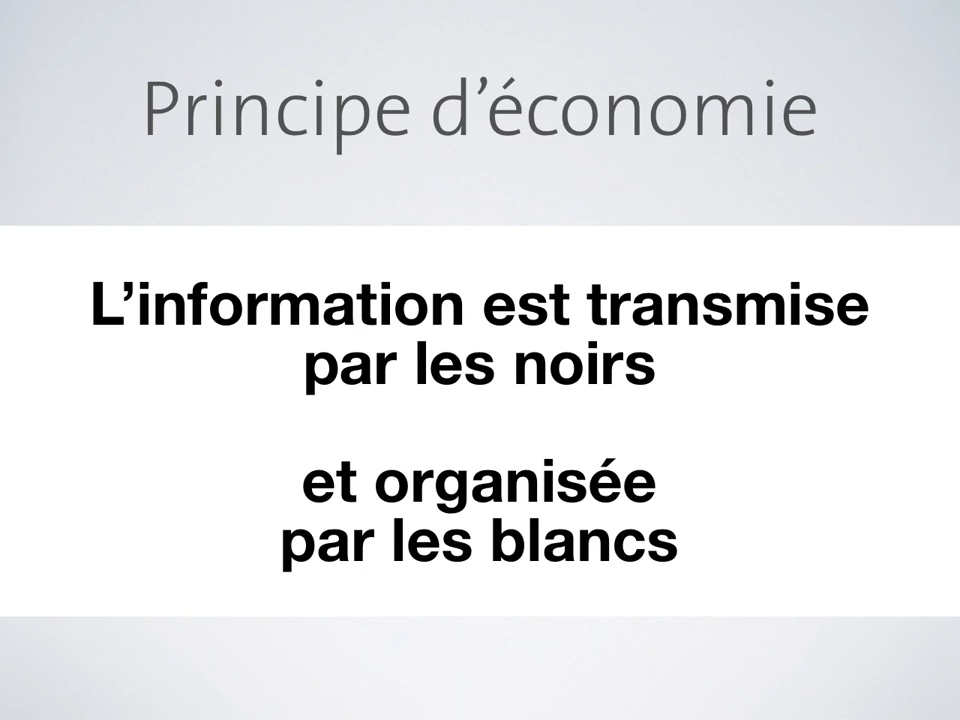 Principe d’économie
L’information est transmise
par les noirs
et organisée
par les blancs